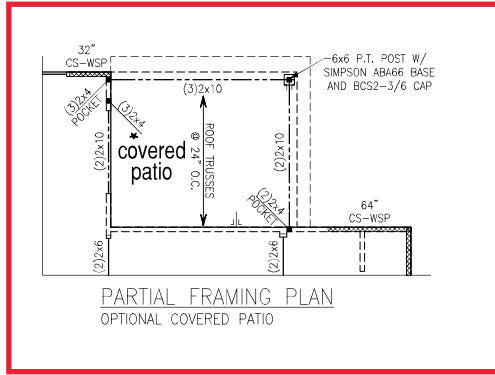 32"
CS-WSP
6x6 P.T. POST W/
SIMPSON ABA66 BASE
AND BCS2-3/6 CAP
(3)2x4
POCKET
(3)2x4
(3)2x10
(2)2x10
covered
patio
ROOF TRUSSES
@ 24" O.C.
(2)2x10
(2)2x4
POCKET
64"
CS-WSP
(2)2x6
(2)2x6
PARTIAL FRAMING PLAN
OPTIONAL COVERED PATIO